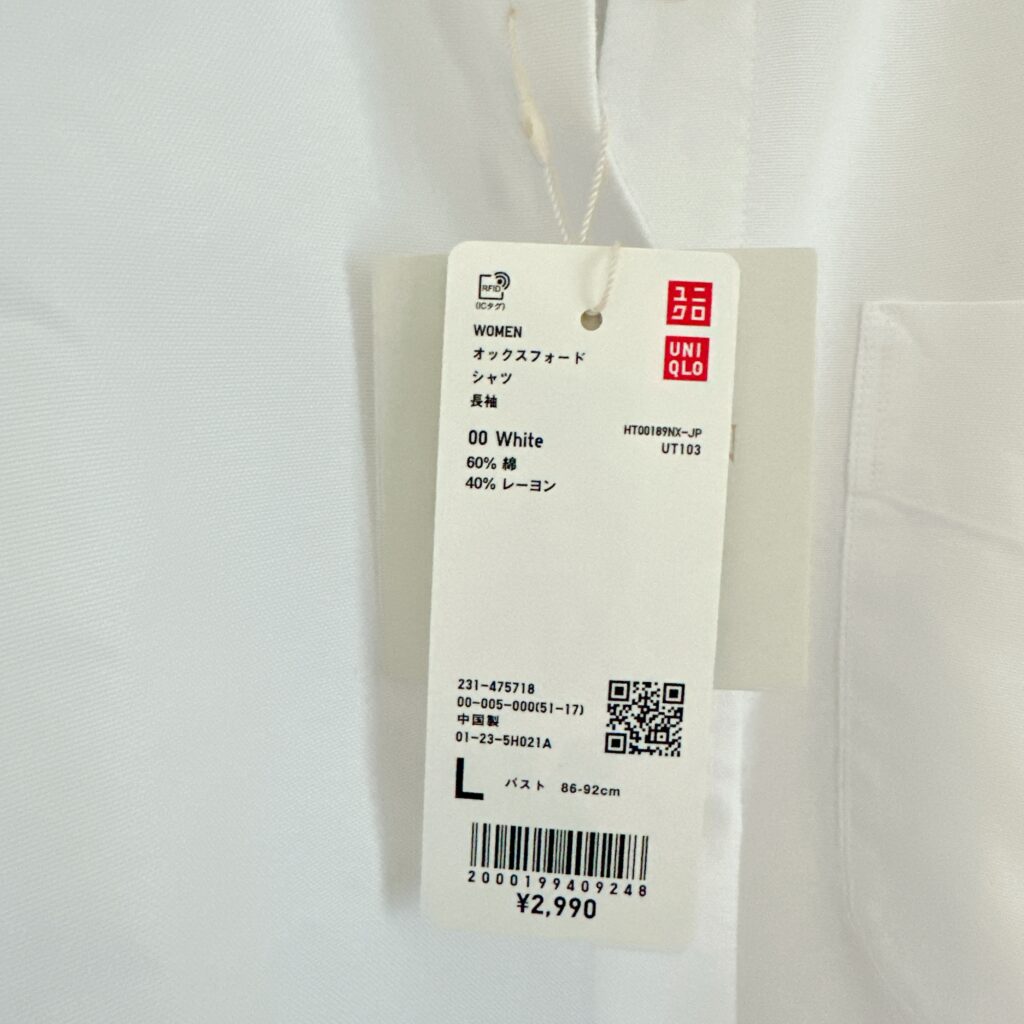 RFID
(ICタグ)
ユニ
クロ
UNI
QLO
WOMEN
オックスフォード
シャツ
長袖
00 White
HT00189NX-JP
UT103
60% 綿
40% レーヨン
231-475718
00-005-000(51-17)
中国製
01-23-5H021A
L バスト 86-92cm
2000199409248
¥2,990